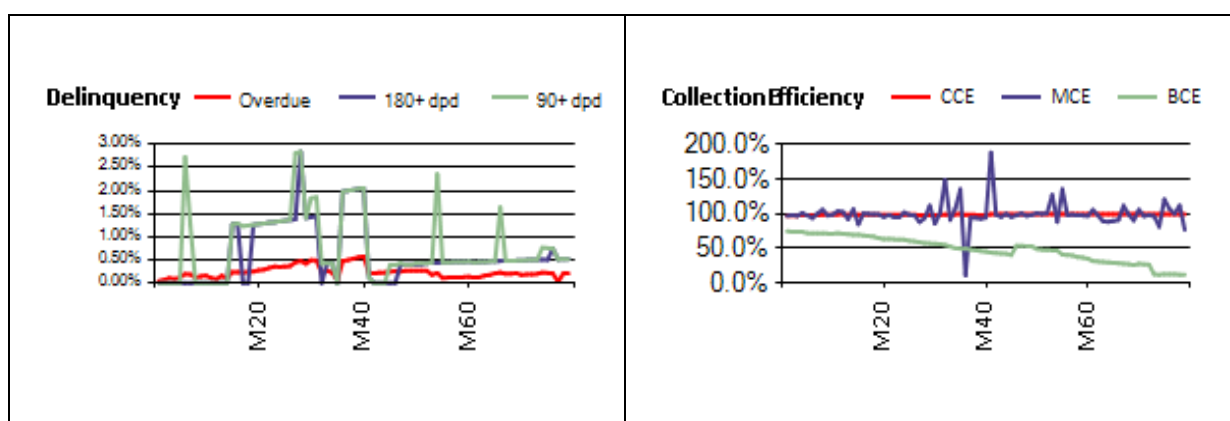 Delinquency Overdue 180+ dpd 90+ dpd
3.00%
2.50%
2.00%
1.50%
1.00%
0.50%
0.00%
M20
M40
M60
CollectionEfficiency CCE MCE BCE
200.0%
150.0%
100.0%
50.0%
0.0%
M20
M40
M60